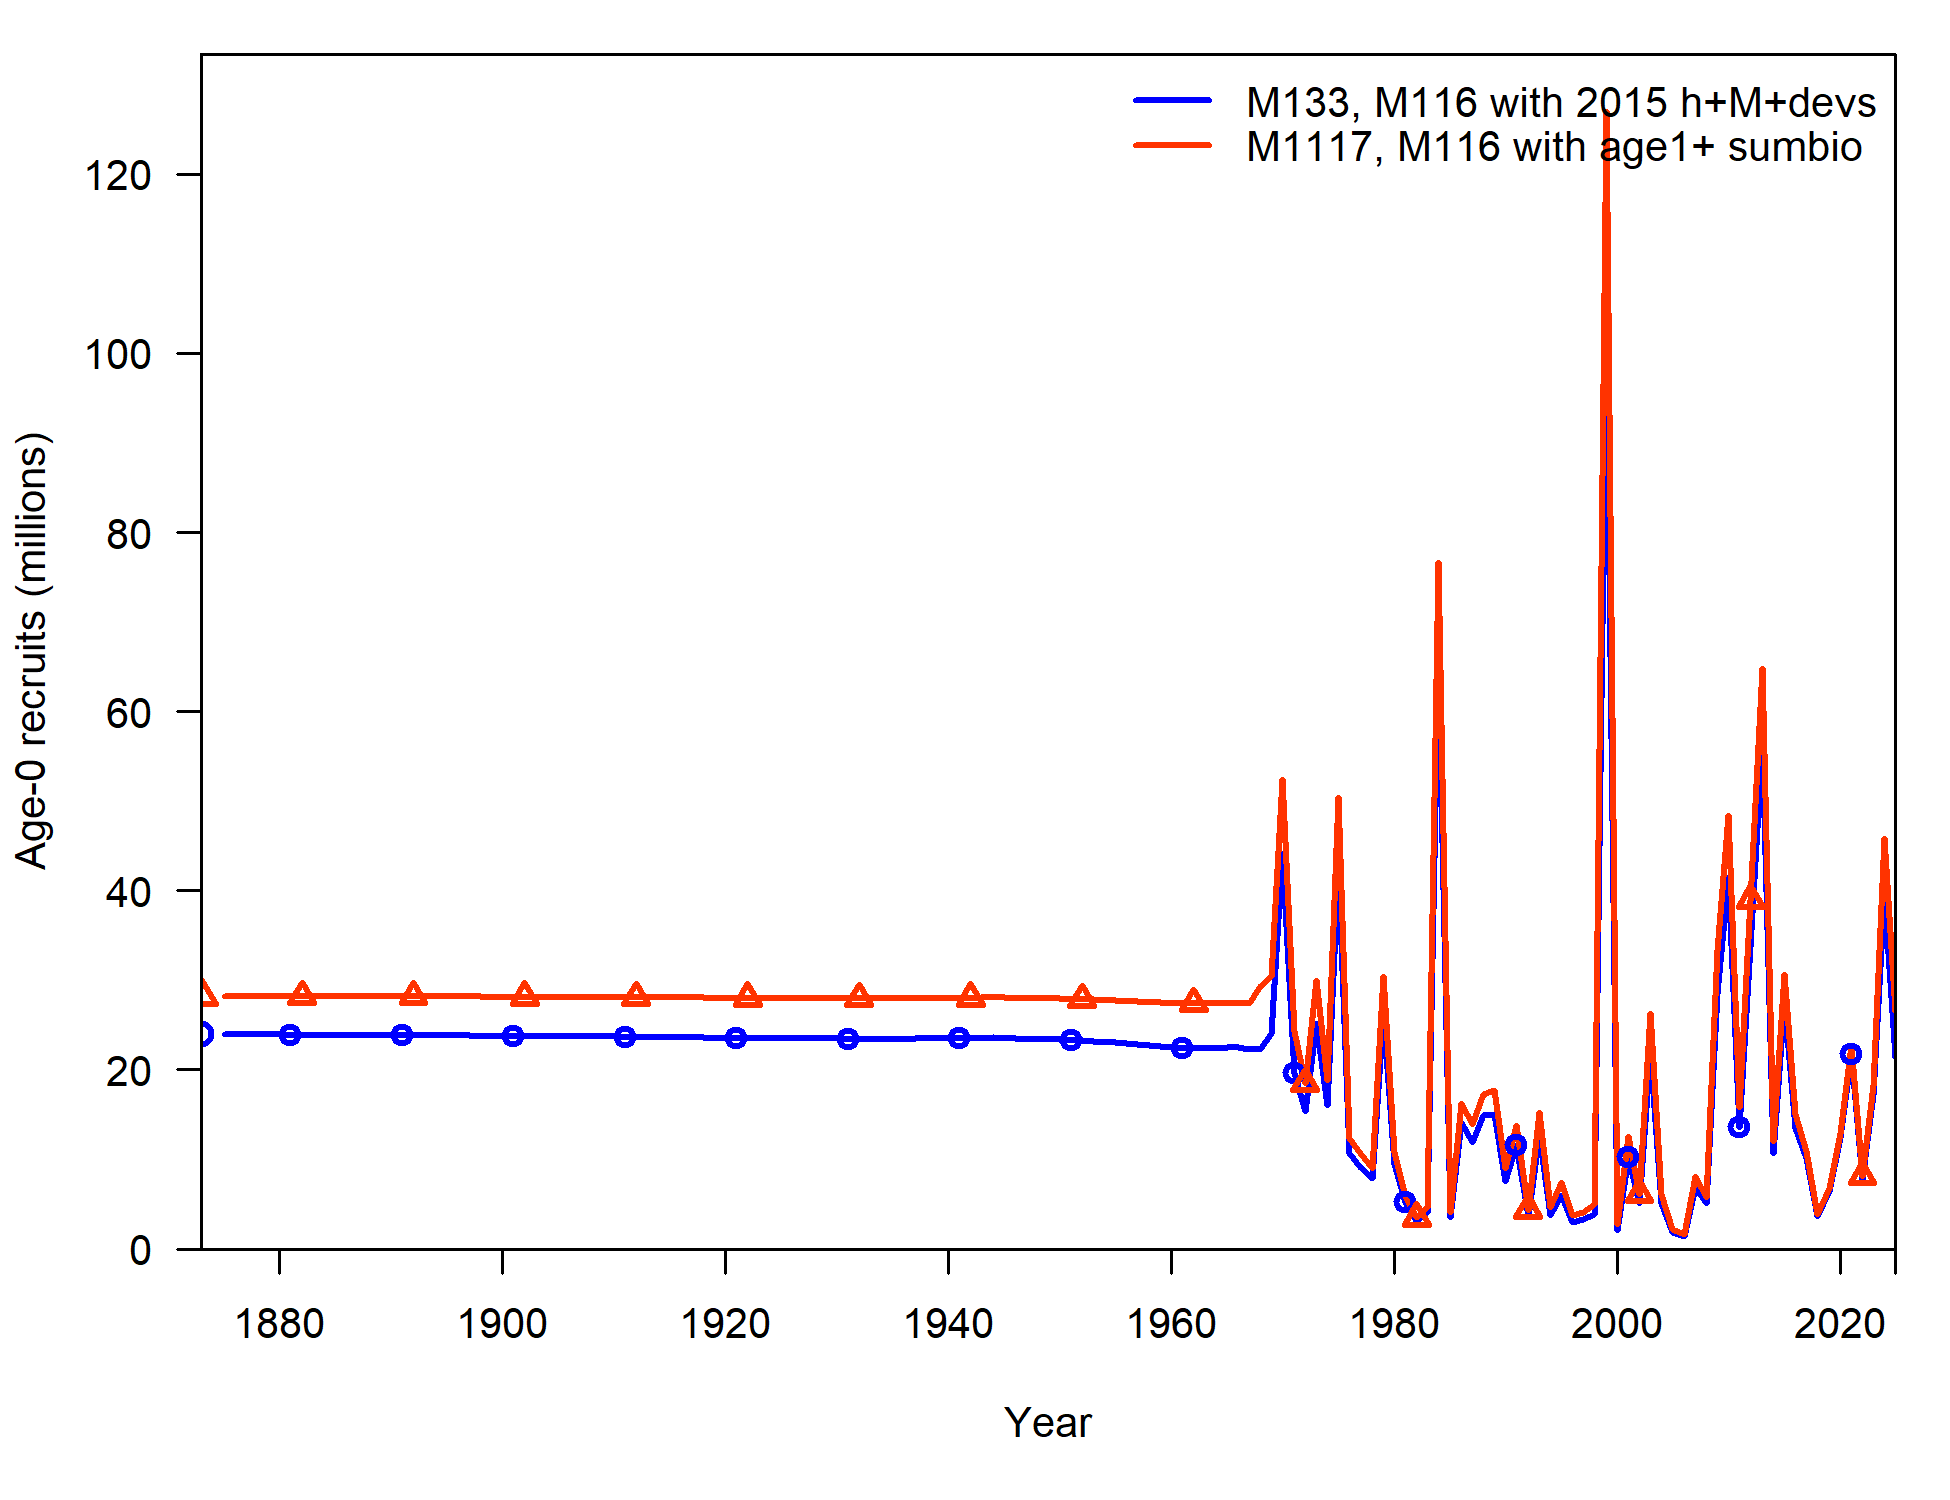 M133, M116 with 2015 h+M+devs
M1117, M116 with age1+ sumbio
120
100
80
60
40
20
0
Age-0 recruits (millions)
1880 1900 1920 1940 1960 1980 2000 2020
Year